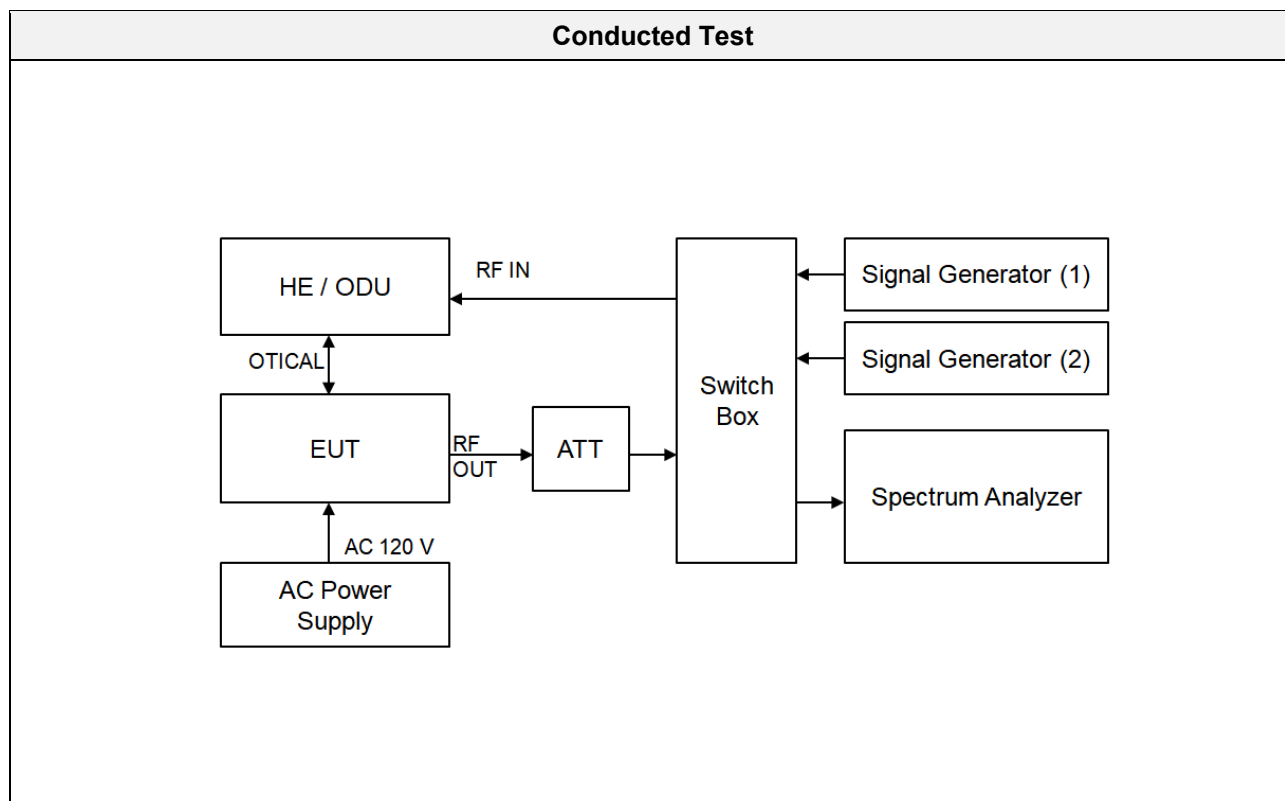 Conducted Test
HE / ODU
RF IN
Signal Generator (1)
OTICAL
Signal Generator (2)
Switch
Box
EUT
RF
OUT
ATT
Spectrum Analyzer
AC 120 V
AC Power
Supply